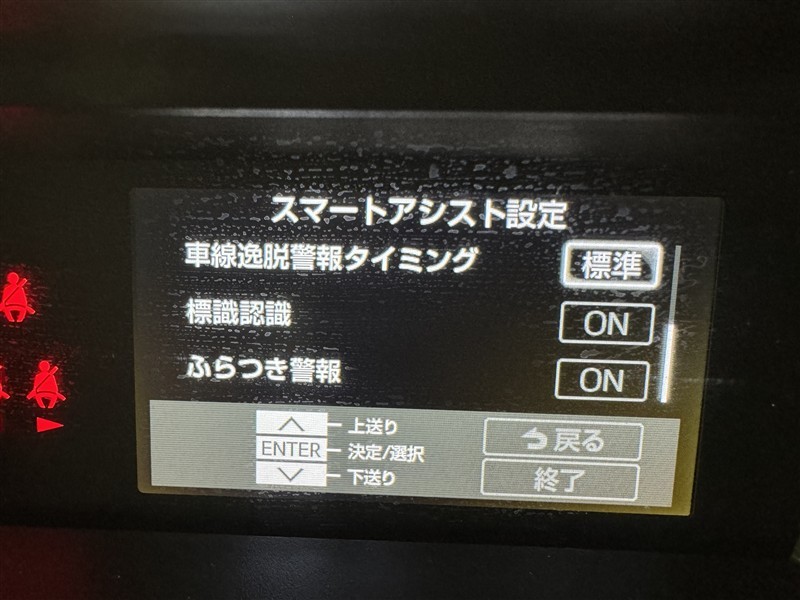 スマートアシスト設定
車線逸脱警報タイミング 標準
標識認識 ON
ふらつき警報 ON
上送り
ENTER 決定/選択
下送り
戻る
終了